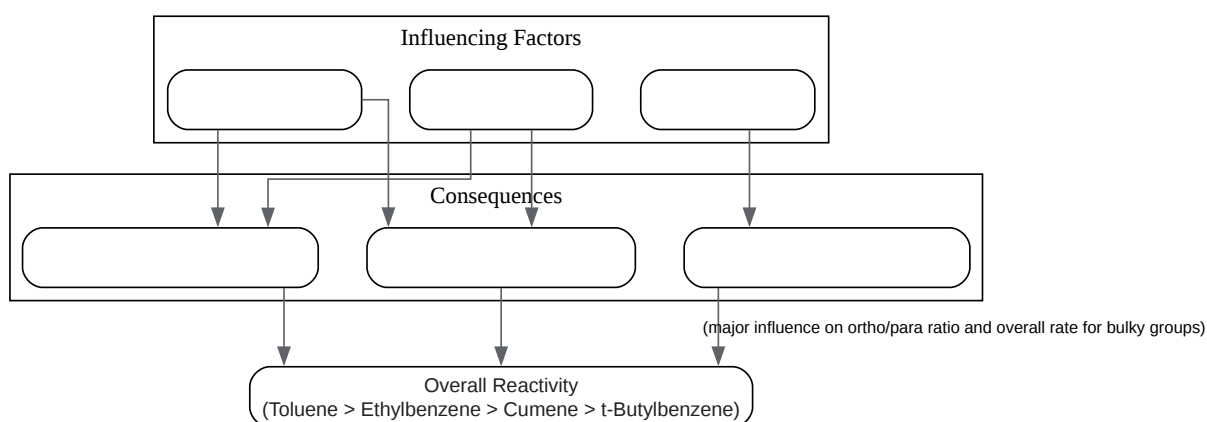 Influencing Factors
Consequences
(major influence on ortho/para ratio and overall rate for bulky groups)
Overall Reactivity
(Toluene > Ethylbenzene > Cumene > t-Butylbenzene)